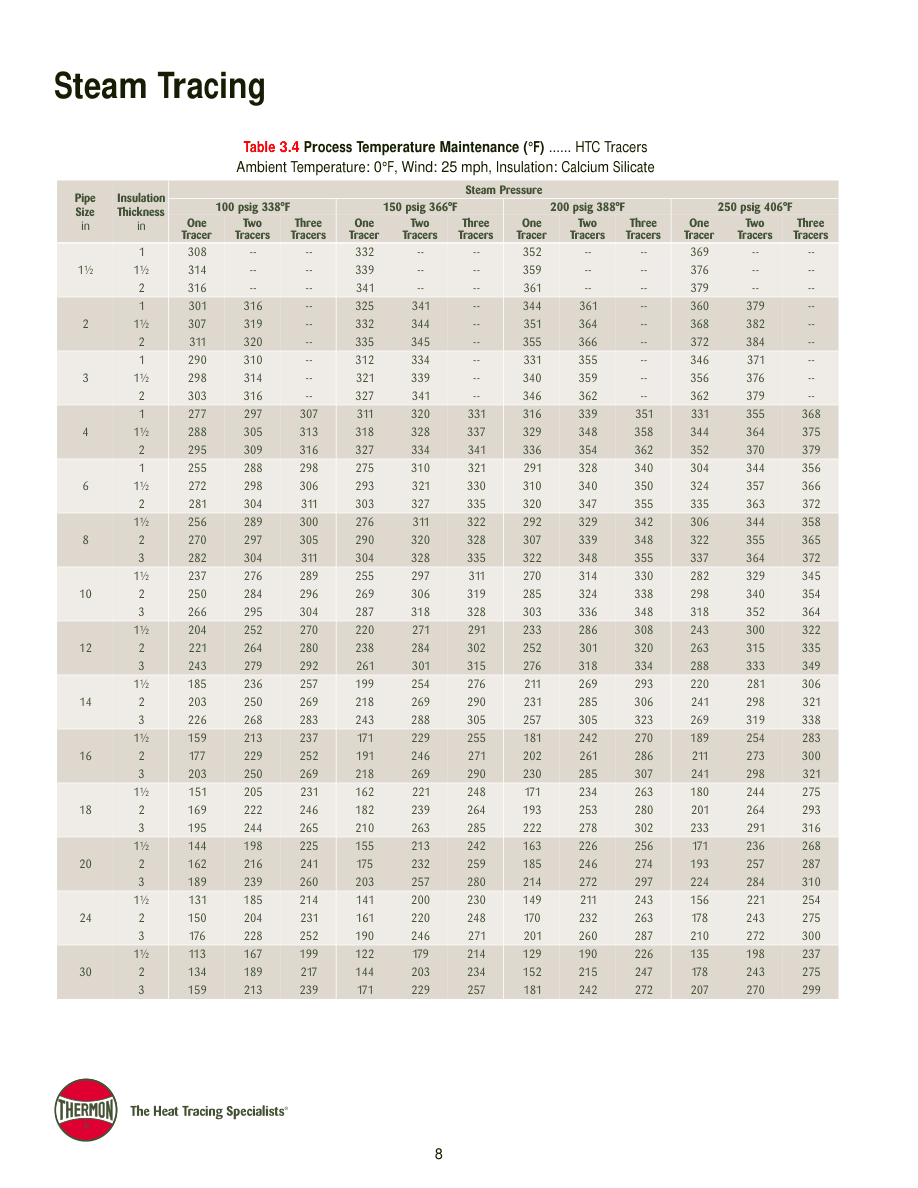 Steam Tracing
Table 3.4 Process Temperature Maintenance (°F) ...... HTC Tracers
Ambient Temperature: 0°F, Wind: 25 mph, Insulation: Calcium Silicate
Pipe Size in Insulation Thickness in Steam Pressure
100 psig 338°F 150 psig 366°F 200 psig 388°F 250 psig 406°F
One Tracer Two Tracers Three Tracers One Tracer Two Tracers Three Tracers One Tracer Two Tracers Three Tracers One Tracer Two Tracers Three Tracers
1 308 -- -- 332 -- -- 352 -- -- 369 -- --
1½ 1½ 314 -- -- 339 -- -- 359 -- -- 376 -- --
2 316 -- -- 341 -- -- 361 -- -- 379 -- --
1 301 316 -- 325 341 -- 344 361 -- 360 379 --
2 1½ 307 319 -- 332 344 -- 351 364 -- 368 382 --
2 311 320 -- 335 345 -- 355 366 -- 372 384 --
1 290 310 -- 312 334 -- 331 355 -- 346 371 --
3 1½ 298 314 -- 321 339 -- 340 359 -- 356 376 --
2 303 316 -- 327 341 -- 346 362 -- 362 379 --
1 277 297 307 311 320 331 316 339 351 331 355 368
4 1½ 288 305 313 318 328 337 329 348 358 344 364 375
2 295 309 316 327 334 341 336 354 362 352 370 379
1 255 288 298 275 310 321 291 328 340 304 344 356
6 1½ 272 298 306 293 321 330 310 340 350 324 357 366
2 281 304 311 303 327 335 320 347 355 335 363 372
1½ 256 289 300 276 311 322 292 329 342 306 344 358
8 2 270 297 305 290 320 328 307 339 348 322 355 365
3 282 304 311 304 328 335 322 348 355 337 364 372
1½ 237 276 289 255 297 311 270 314 330 282 329 345
10 2 250 284 296 269 306 319 285 324 338 298 340 354
3 266 295 304 287 318 328 303 336 348 318 352 364
1½ 204 252 270 220 271 291 233 286 308 243 300 322
12 2 221 264 280 238 284 302 252 301 320 263 315 335
3 243 279 292 261 301 315 276 318 334 288 333 349
1½ 185 236 257 199 254 276 211 269 293 220 281 306
14 2 203 250 269 218 269 290 231 285 306 241 298 321
3 226 268 283 243 288 305 257 305 323 269 319 338
1½ 159 213 237 171 229 255 181 242 270 189 254 283
16 2 177 229 252 191 246 271 202 261 286 211 273 300
3 203 250 269 218 269 290 230 285 307 241 298 321
1½ 151 205 231 162 221 248 171 234 263 180 244 275
18 2 169 222 246 182 239 264 193 253 280 201 264 293
3 195 244 265 210 263 285 222 278 302 233 291 316
1½ 144 198 225 155 213 242 163 226 256 171 236 268
20 2 162 216 241 175 232 259 185 246 274 193 257 287
3 189 239 260 203 257 280 214 272 297 224 284 310
1½ 131 185 214 141 200 230 149 211 243 156 221 254
24 2 150 204 231 161 220 248 170 232 263 178 243 275
3 176 228 252 190 246 271 201 260 287 210 272 300
1½ 113 167 199 122 179 214 129 190 226 135 198 237
30 2 134 189 217 144 203 234 152 215 247 178 243 275
3 159 213 239 171 229 257 181 242 272 207 270 299
THERMON The Heat Tracing Specialists®
8